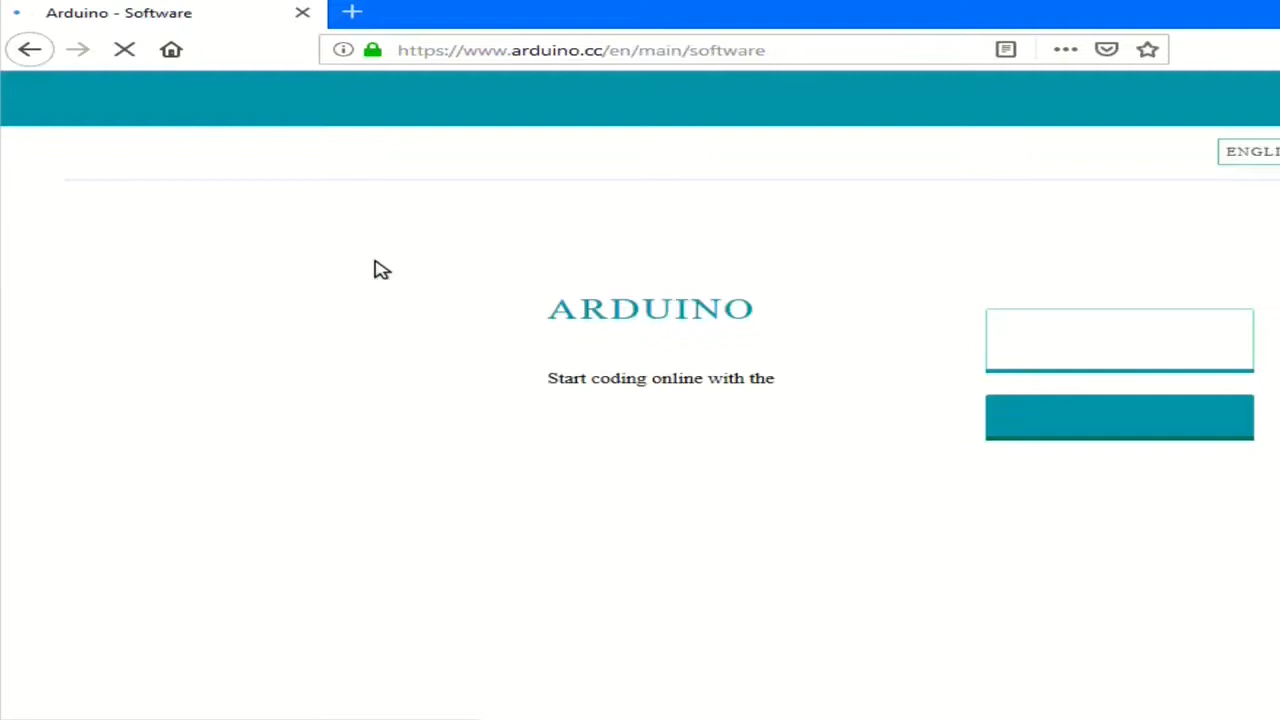 Arduino - Software
https://www.arduino.cc/en/main/software
ENGLI
ARDUINO
Start coding online with the